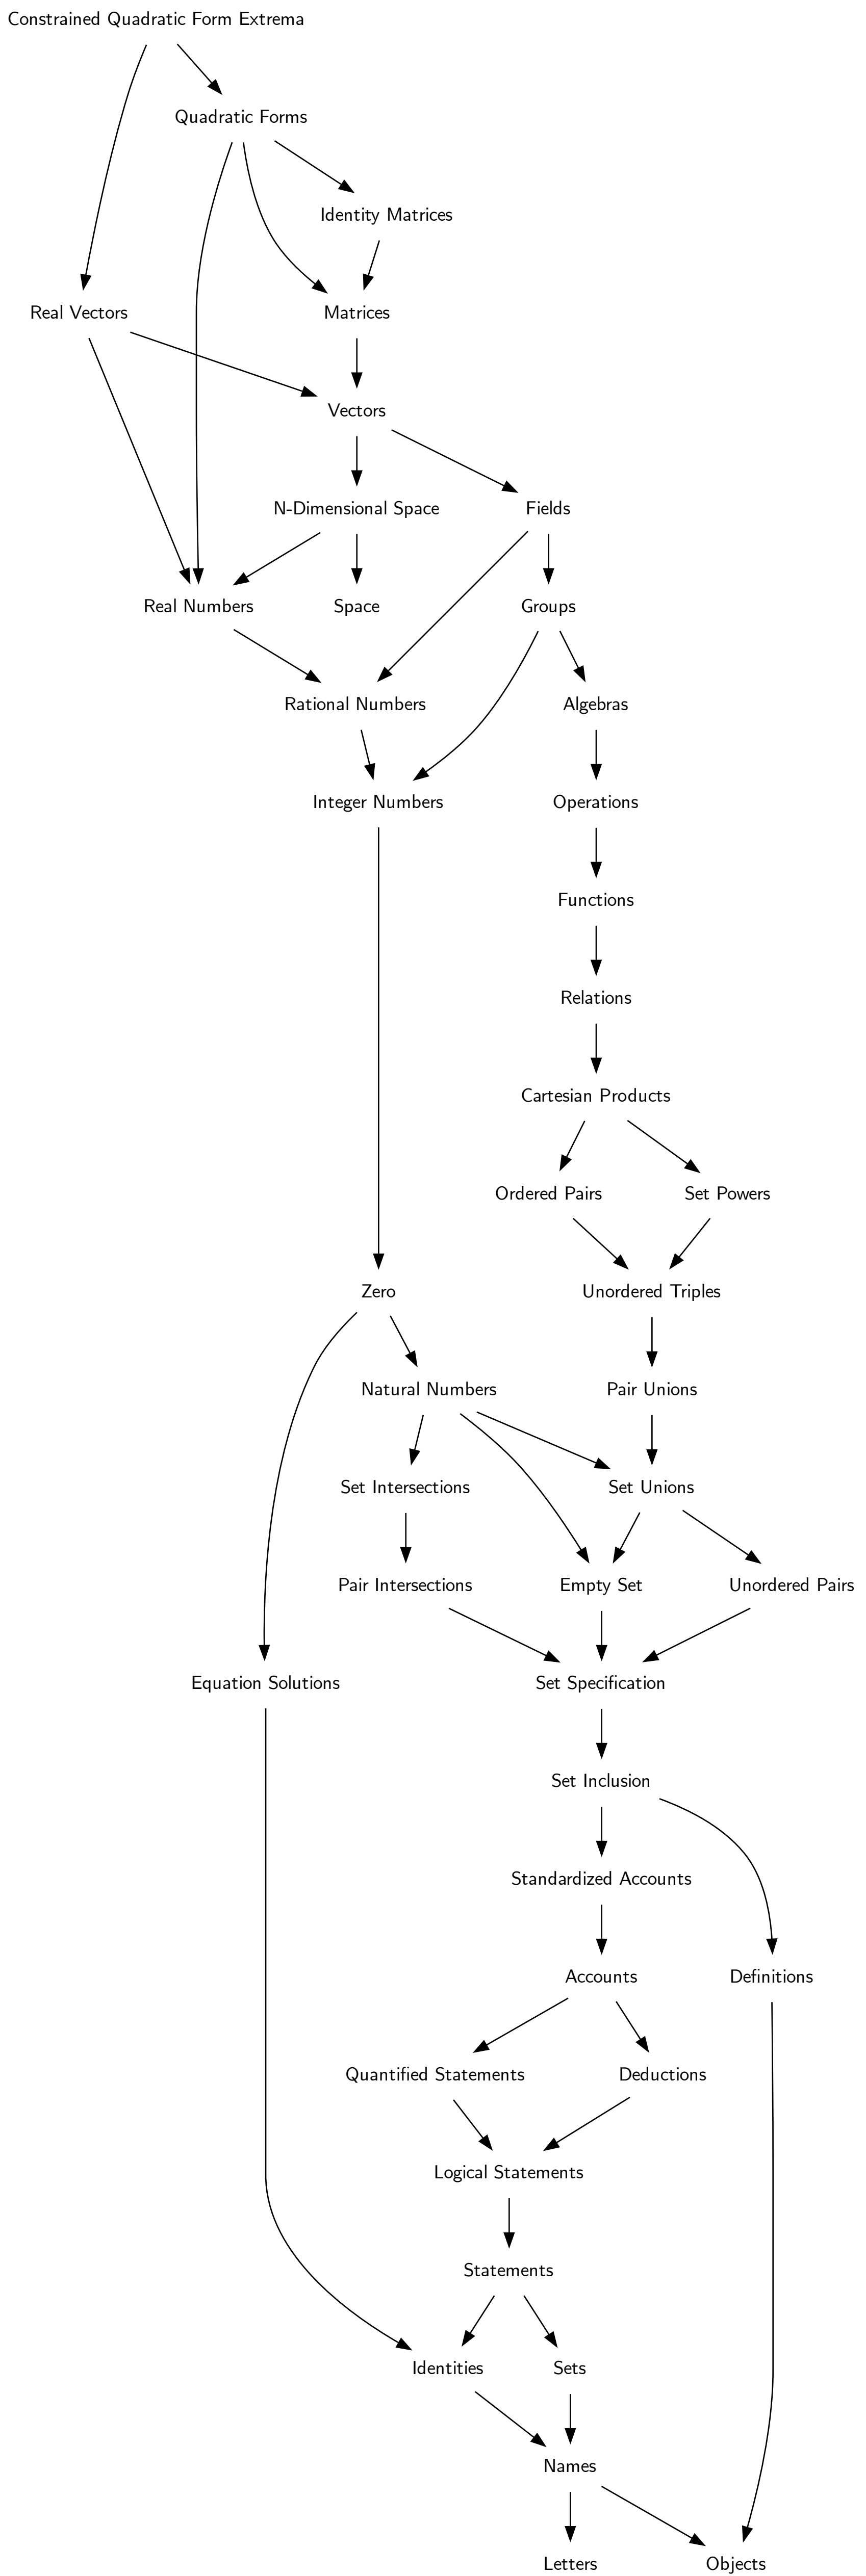 Constrained Quadratic Form Extrema
Quadratic Forms
Identity Matrices
Real Vectors
Matrices
Vectors
N-Dimensional Space
Fields
Real Numbers
Space
Groups
Rational Numbers
Algebras
Integer Numbers
Operations
Functions
Relations
Cartesian Products
Ordered Pairs
Set Powers
Zero
Unordered Triples
Natural Numbers
Pair Unions
Set Intersections
Set Unions
Pair Intersections
Empty Set
Unordered Pairs
Equation Solutions
Set Specification
Set Inclusion
Standardized Accounts
Accounts
Definitions
Quantified Statements
Deductions
Logical Statements
Statements
Identities
Sets
Names
Letters
Objects